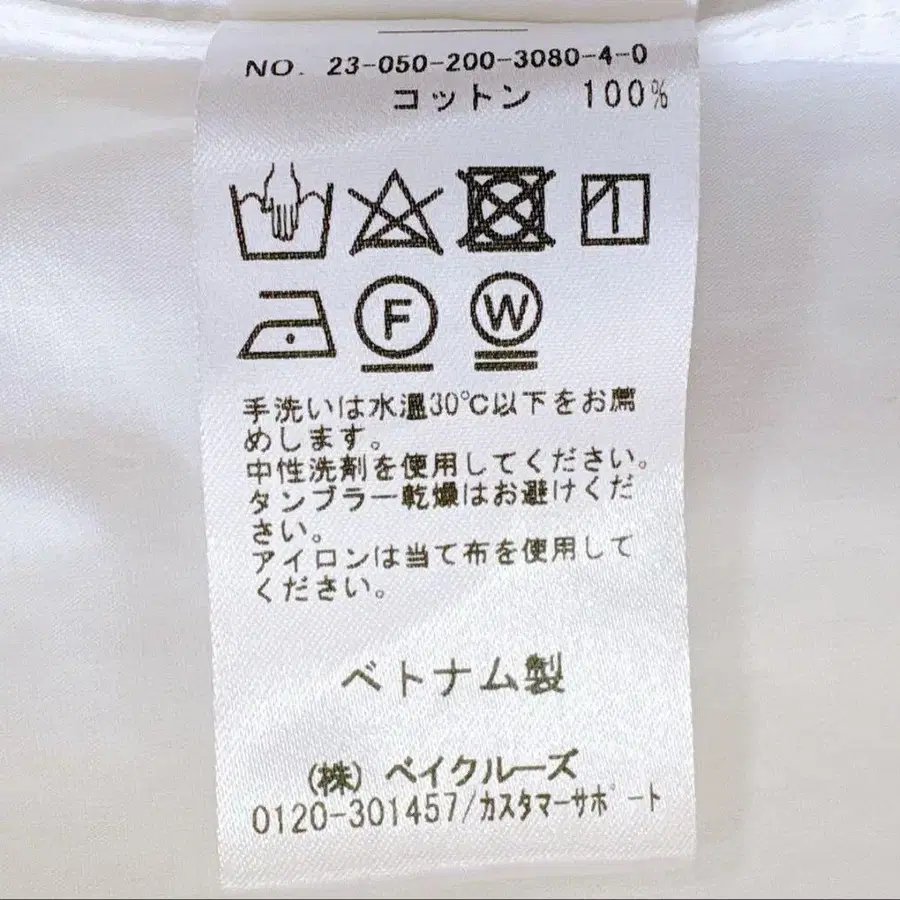 NO. 23-050-200-3080-4-0
コットン 100%
F W
手洗いは水温30℃以下をお薦
めします。
中性洗剤を使用してください。
タンブラー乾燥はお避けくだ
さい。
アイロンは当て布を使用して
ください。
ベトナム製
(株) ベイクルーズ
0120-301457/カスタマーサポート